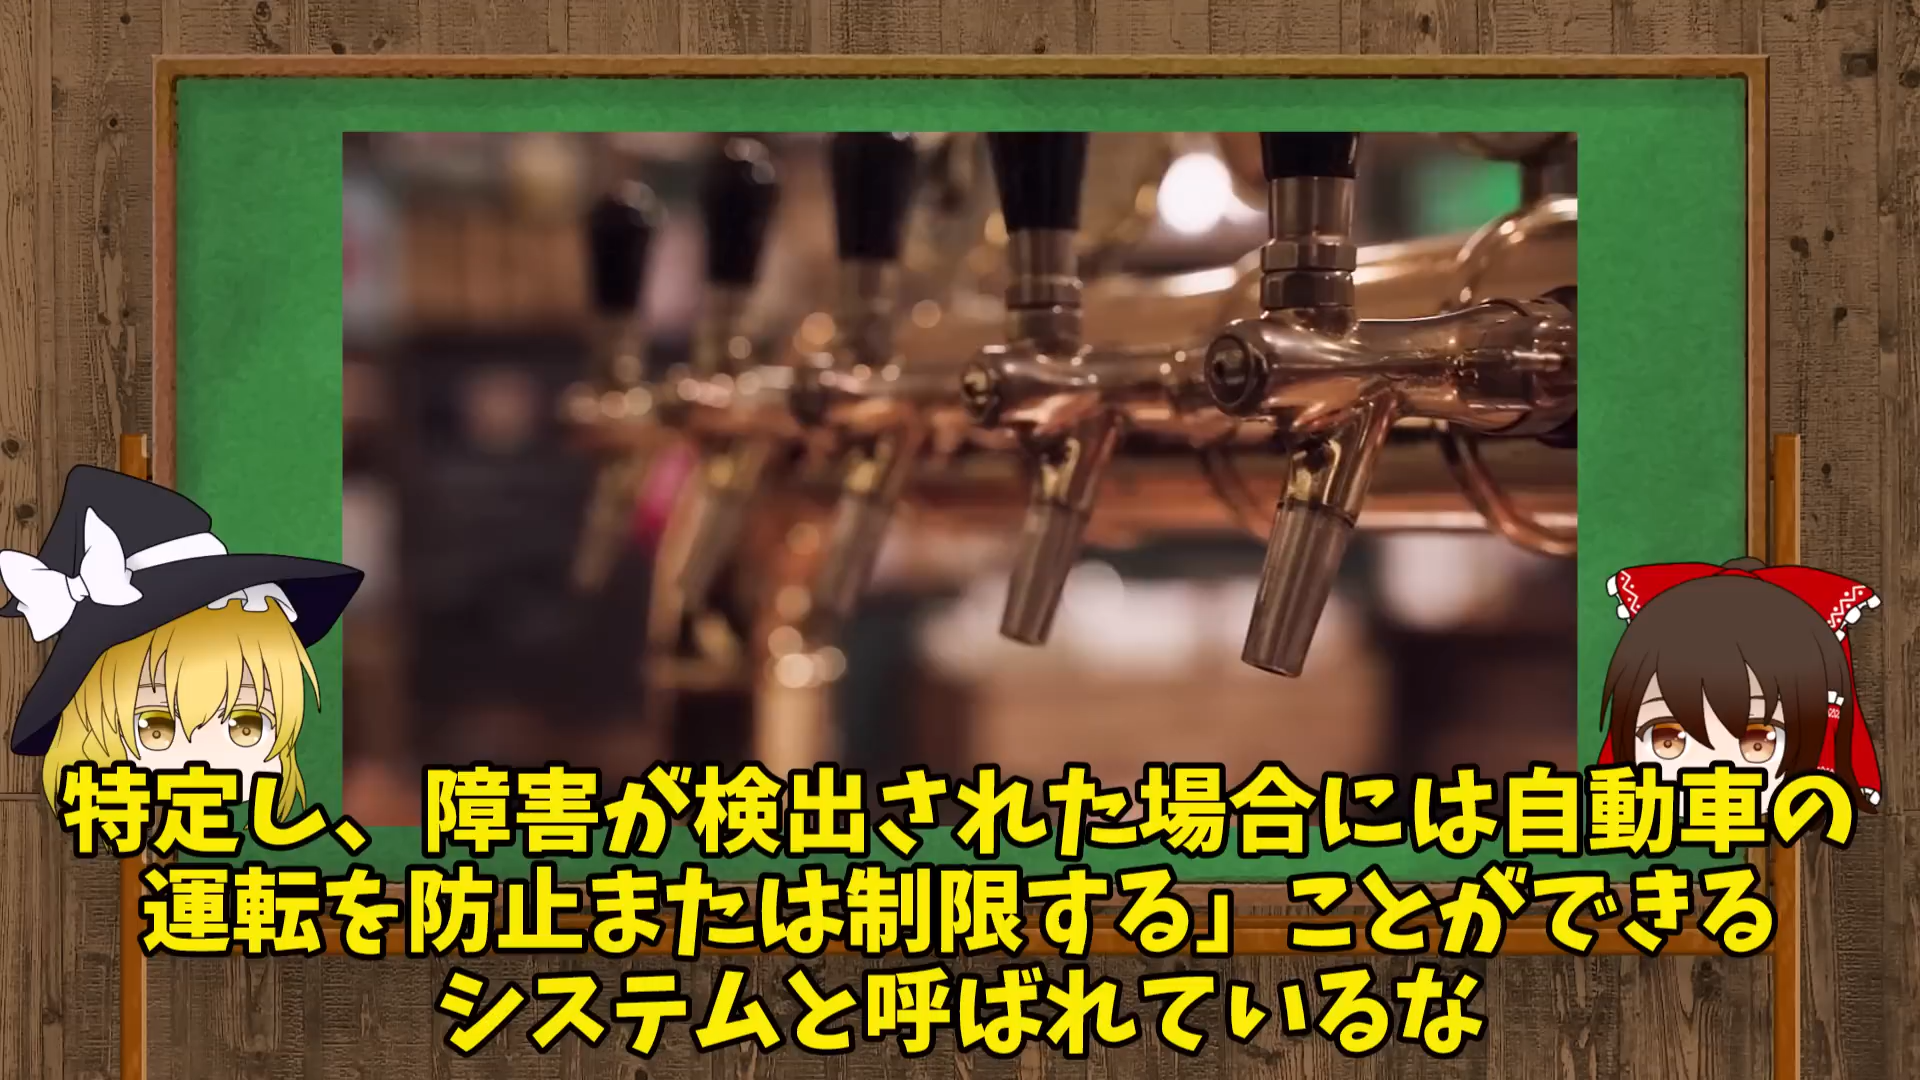 特定し、障害が検出された場合には自動車の
運転を防止または制限する」ことができる
システムと呼ばれているな